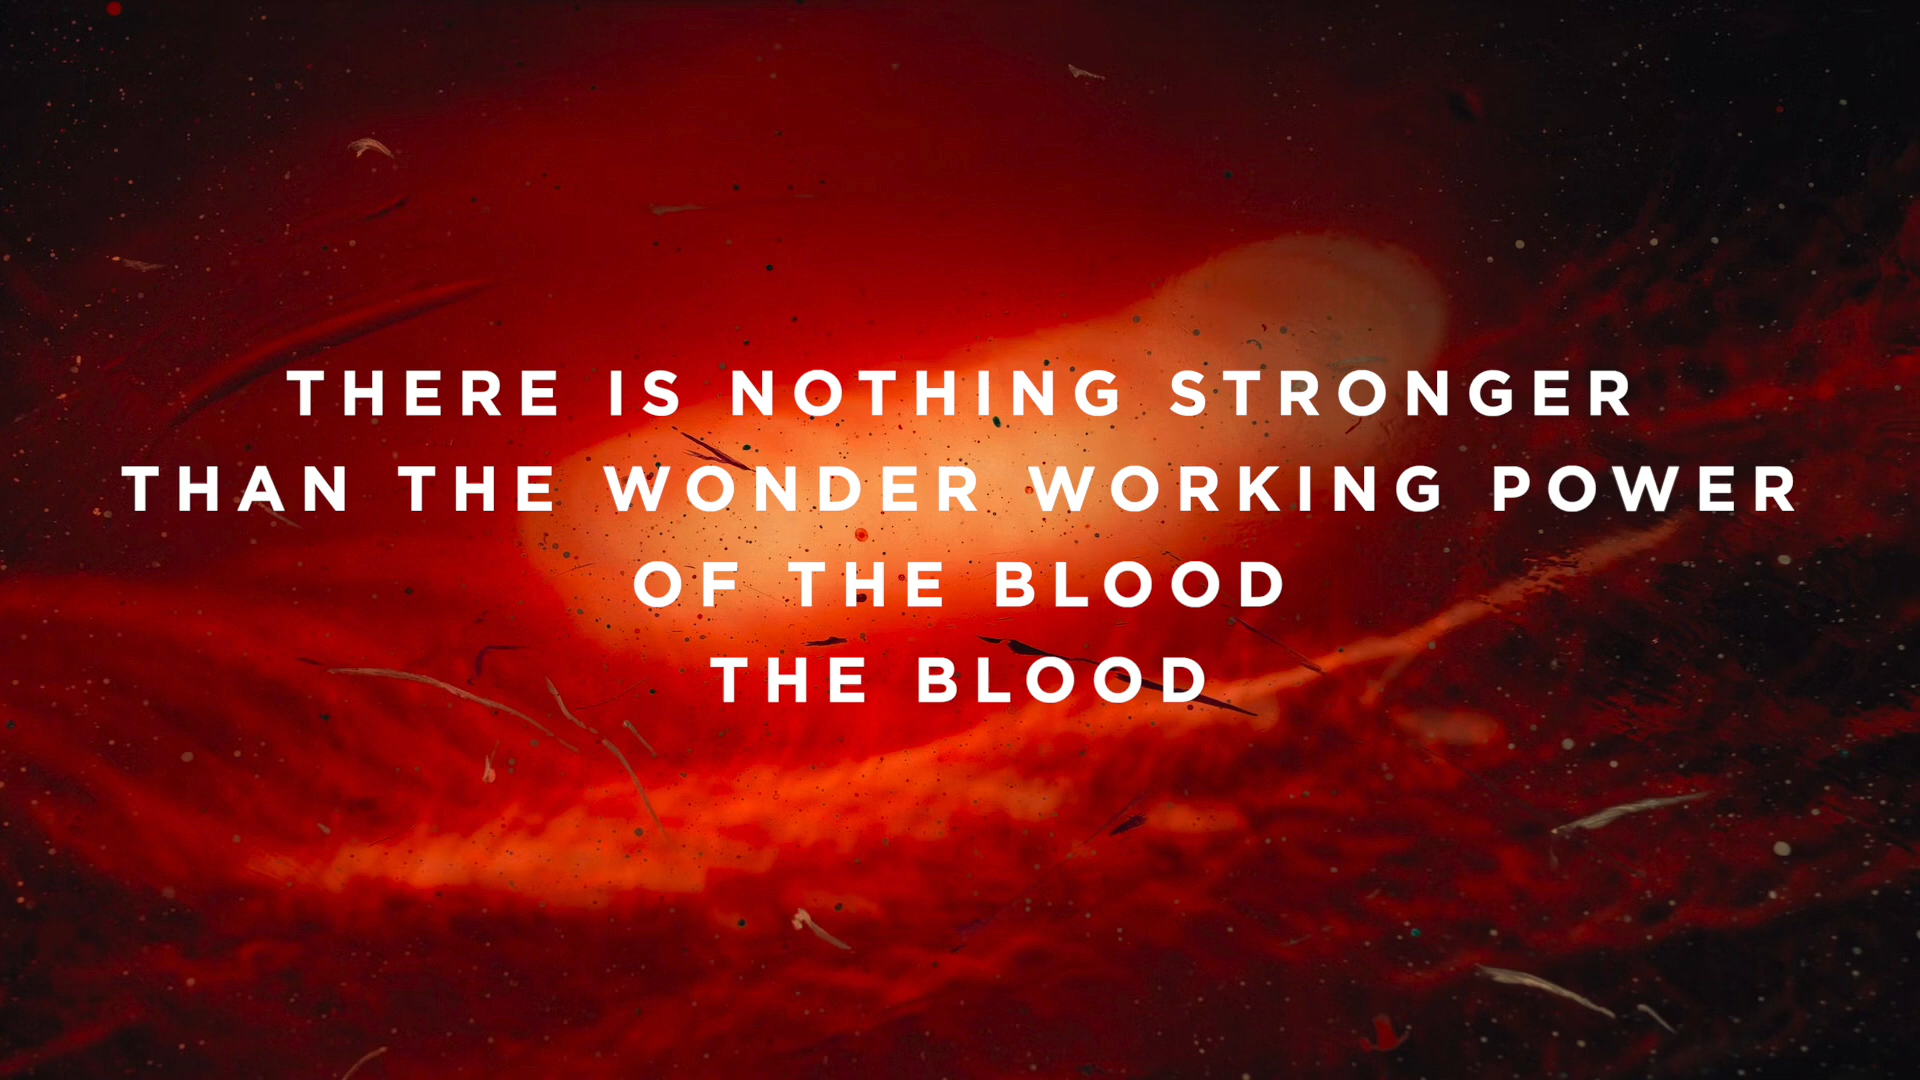 THERE IS NOTHING STRONGER
THAN THE WONDER WORKING POWER
OF THE BLOOD
THE BLOOD